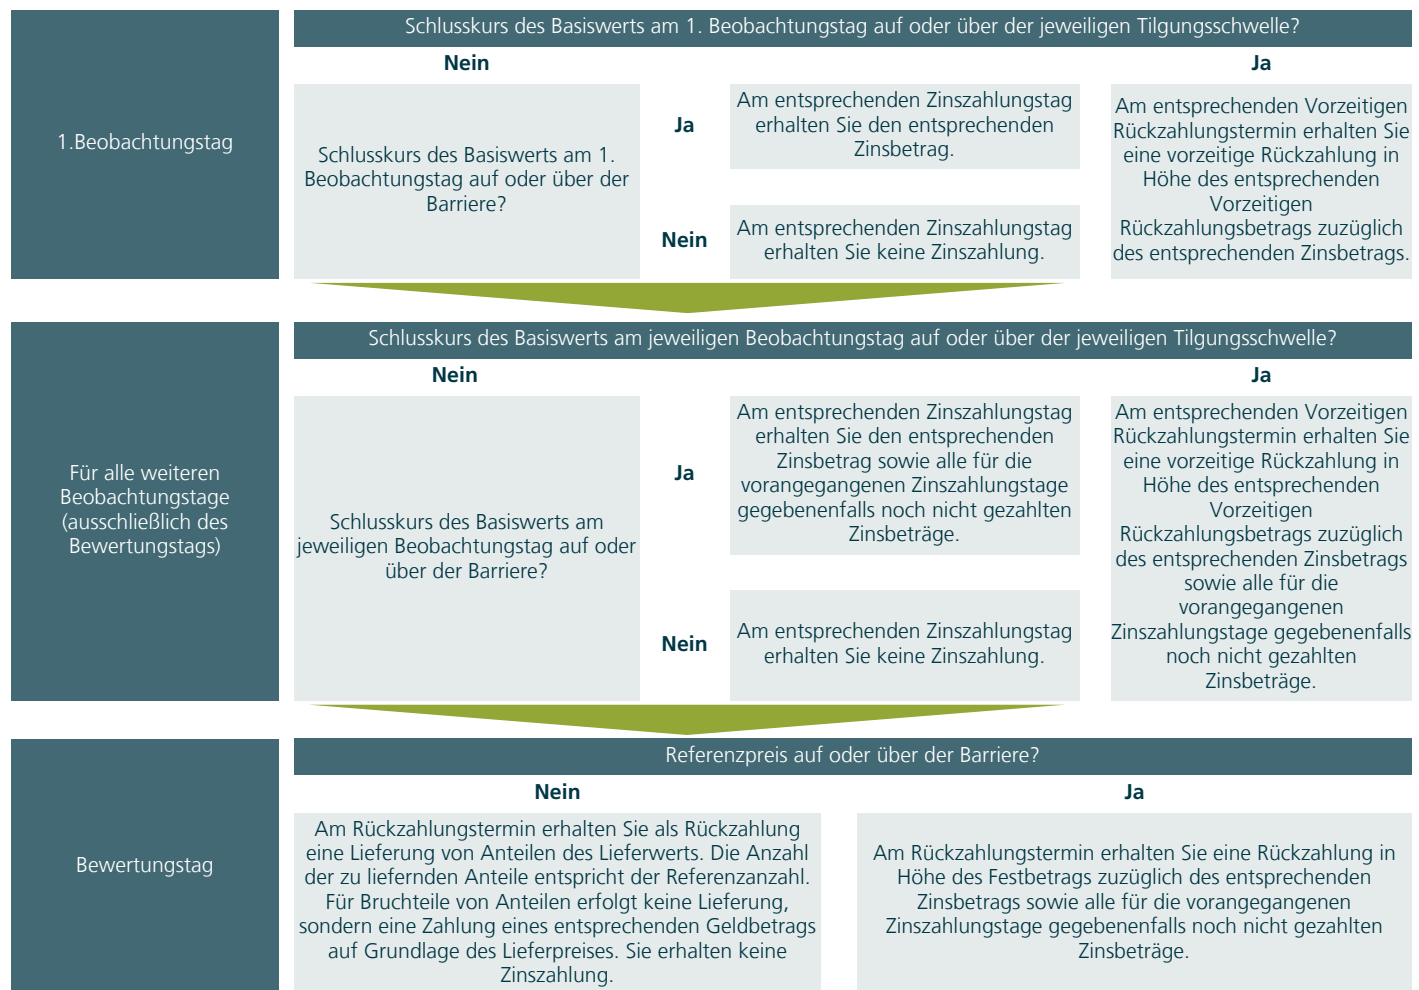 Schlusskurs des Basiswerts am 1. Beobachtungstag auf oder über der jeweiligen Tilgungsschwelle?
Nein
Ja
1.Beobachtungstag
Schlusskurs des Basiswerts am 1.
Beobachtungstag auf oder über der
Barriere?
Ja
Am entsprechenden Zinszahlungstag
erhalten Sie den entsprechenden
Zinsbetrag.
Nein
Am entsprechenden Zinszahlungstag
erhalten Sie keine Zinszahlung.
Am entsprechenden Vorzeitigen
Rückzahlungstermin erhalten Sie
eine vorzeitige Rückzahlung in
Höhe des entsprechenden
Vorzeitigen
Rückzahlungsbetrags zuzüglich
des entsprechenden Zinsbetrags.
Schlusskurs des Basiswerts am jeweiligen Beobachtungstag auf oder über der jeweiligen Tilgungsschwelle?
Nein
Ja
Für alle weiteren
Beobachtungstage
(ausschließlich des
Bewertungstags)
Schlusskurs des Basiswerts am
jeweiligen Beobachtungstag auf oder
über der Barriere?
Ja
Am entsprechenden Zinszahlungstag
erhalten Sie den entsprechenden
Zinsbetrag sowie alle für die
vorangegangenen Zinszahlungstage
gegebenenfalls noch nicht gezahlten
Zinsbeträge.
Nein
Am entsprechenden Zinszahlungstag
erhalten Sie keine Zinszahlung.
Am entsprechenden Vorzeitigen
Rückzahlungstermin erhalten Sie
eine vorzeitige Rückzahlung in
Höhe des entsprechenden
Vorzeitigen
Rückzahlungsbetrags zuzüglich
des entsprechenden Zinsbetrags
sowie alle für die
vorangegangenen
Zinszahlungstage gegebenenfalls
noch nicht gezahlten
Zinsbeträge.
Referenzpreis auf oder über der Barriere?
Nein
Ja
Bewertungstag
Am Rückzahlungstermin erhalten Sie als Rückzahlung
eine Lieferung von Anteilen des Lieferwerts. Die Anzahl
der zu liefernden Anteile entspricht der Referenzanzahl.
Für Bruchteile von Anteilen erfolgt keine Lieferung,
sondern eine Zahlung eines entsprechenden Geldbetrags
auf Grundlage des Lieferpreises. Sie erhalten keine
Zinszahlung.
Am Rückzahlungstermin erhalten Sie eine Rückzahlung in
Höhe des Festbetrags zuzüglich des entsprechenden
Zinsbetrags sowie alle für die vorangegangenen
Zinszahlungstage gegebenenfalls noch nicht gezahlten
Zinsbeträge.